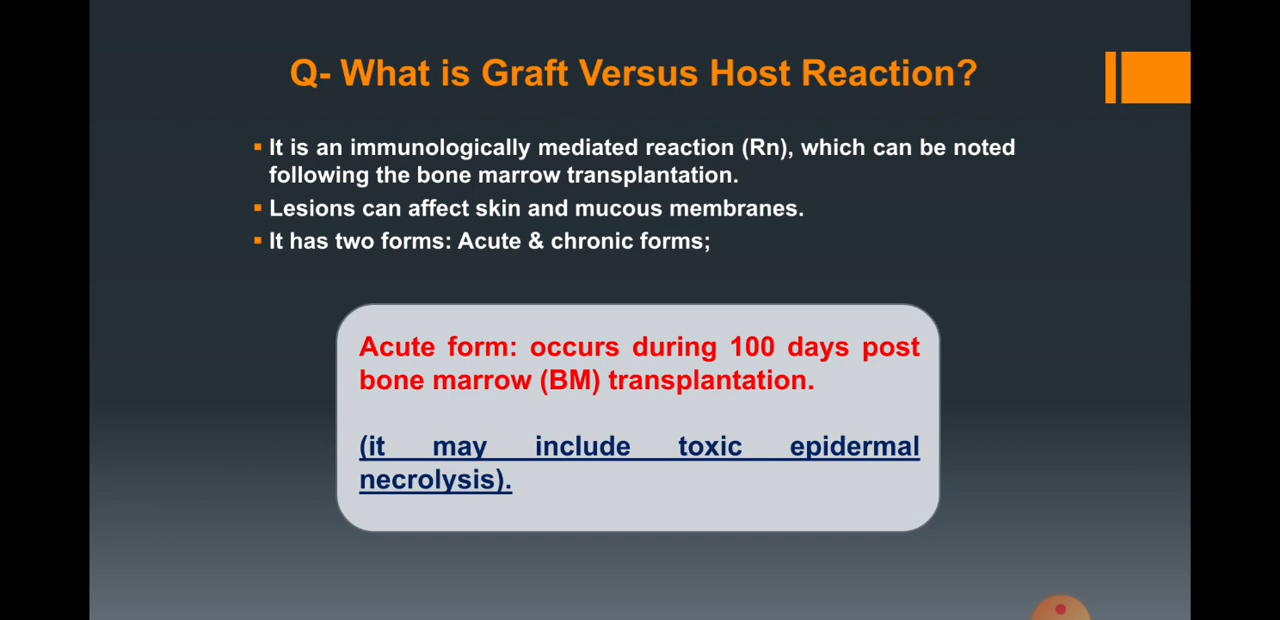 Q- What is Graft Versus Host Reaction?
It is an immunologically mediated reaction (Rn), which can be noted
following the bone marrow transplantation.
Lesions can affect skin and mucous membranes.
It has two forms: Acute & chronic forms;
Acute form: occurs during 100 days post
bone marrow (BM) transplantation.
(it may include toxic epidermal
necrolysis).